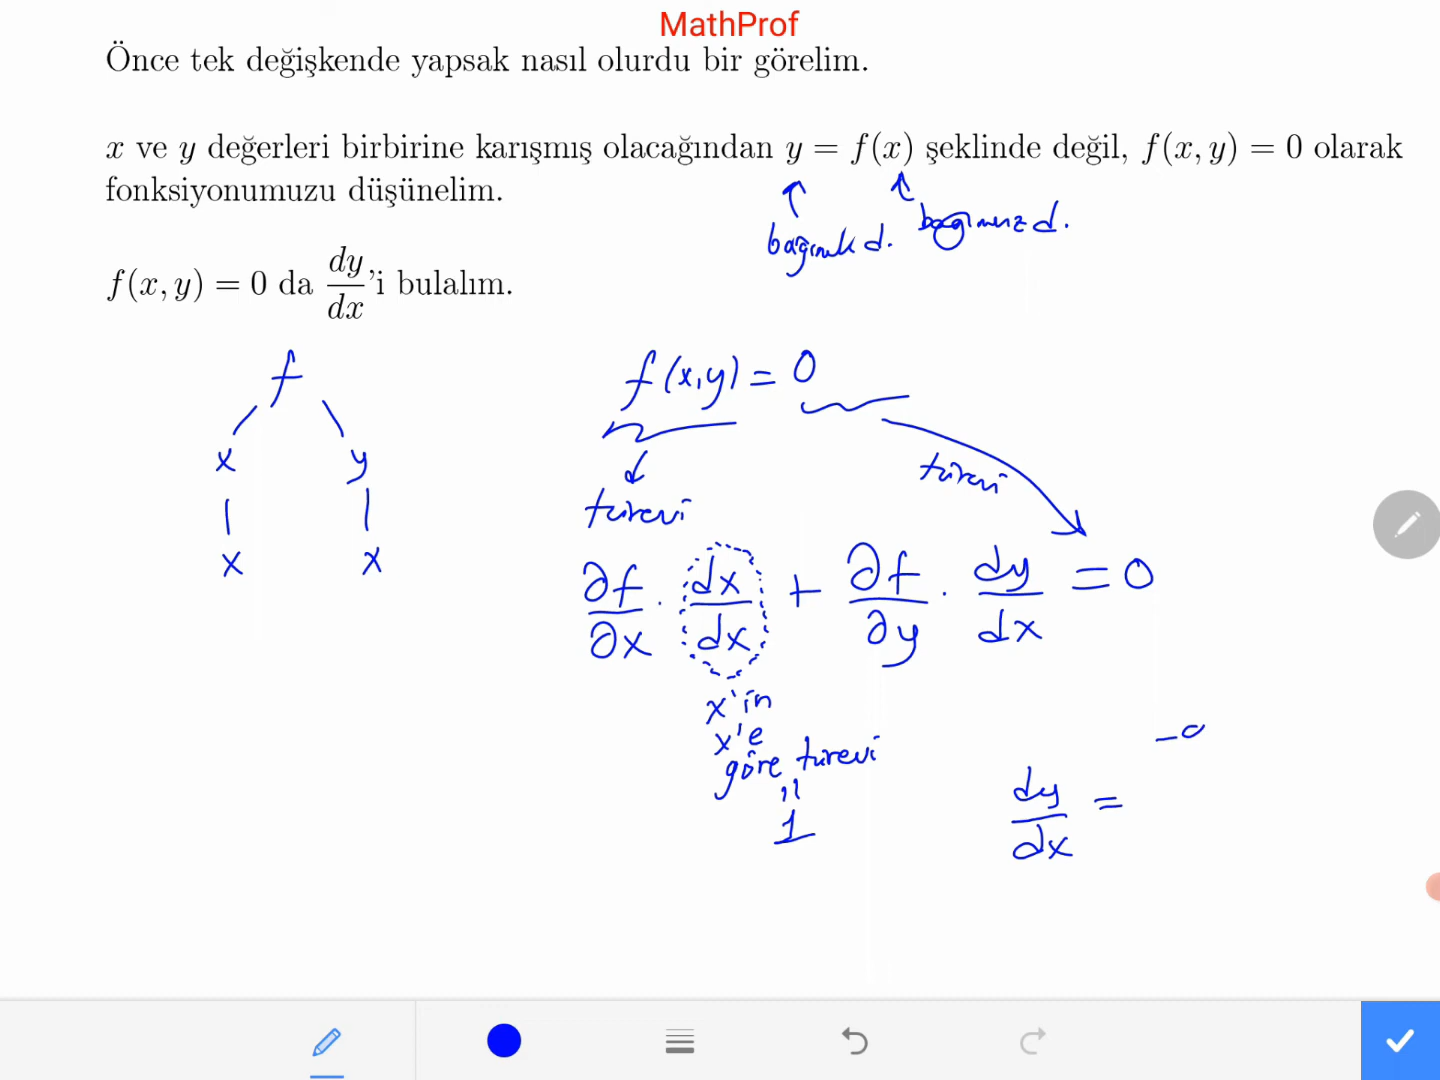 MathProf
Önce tek değişkende yapsak nasıl olurdu bir görelim.
x ve y değerleri birbirine karışmış olacağından y = f(x) şeklinde değil, f(x, y) = 0 olarak
fonksiyonumuzu düşünelim.
bağımlı d. bağımsız d.
f(x, y) = 0 da dy/dx'i bulalım.
f
x y
x x
f(x,y) = 0
türevi
türevi
∂f/∂x · dx/dx + ∂f/∂y · dy/dx = 0
x'in
x'e
göre türevi
=
1
dy/dx =